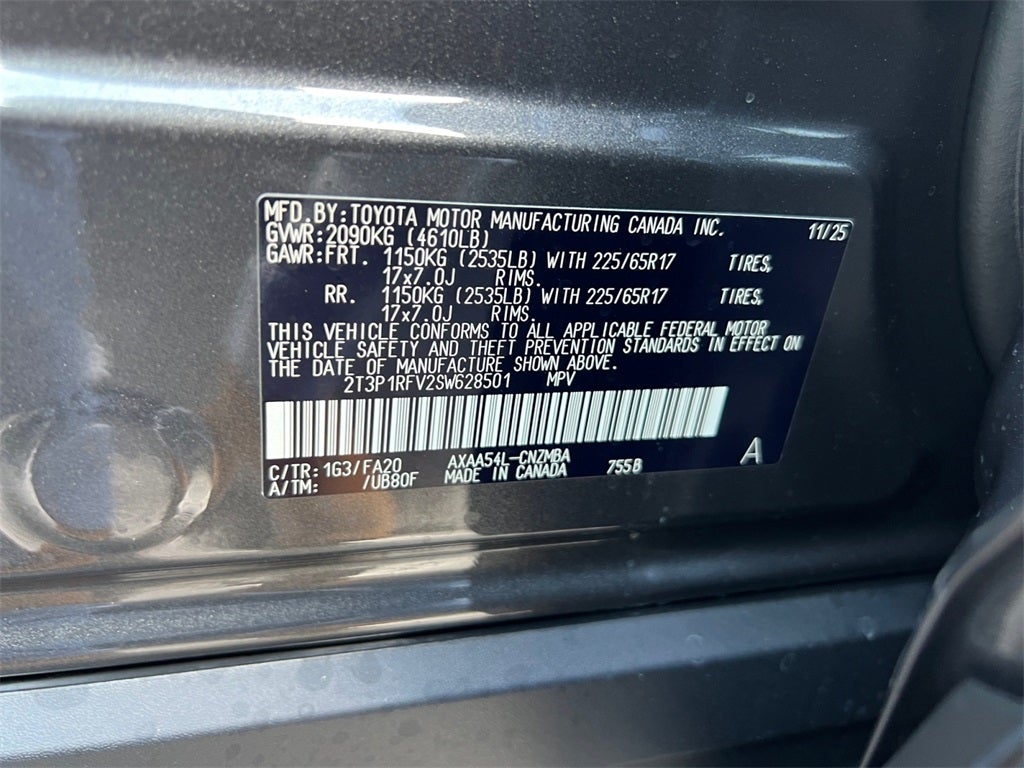 MFD. BY: TOYOTA MOTOR MANUFACTURING CANADA INC. 11/25
GVWR: 2090KG (4610LB)
GAWR: FRT. 1150KG (2535LB) WITH 225/65R17 TIRES,
17x7.0J RIMS.
RR. 1150KG (2535LB) WITH 225/65R17 TIRES,
17x7.0J RIMS.
THIS VEHICLE CONFORMS TO ALL APPLICABLE FEDERAL MOTOR
VEHICLE SAFETY AND THEFT PREVENTION STANDARDS IN EFFECT ON
THE DATE OF MANUFACTURE SHOWN ABOVE.
2T3P1RFV2SW628501 MPV
C/TR: 1G3/FA20 AXAA54L-CNZMBA 7558 A
A/TM: /UB80F MADE IN CANADA